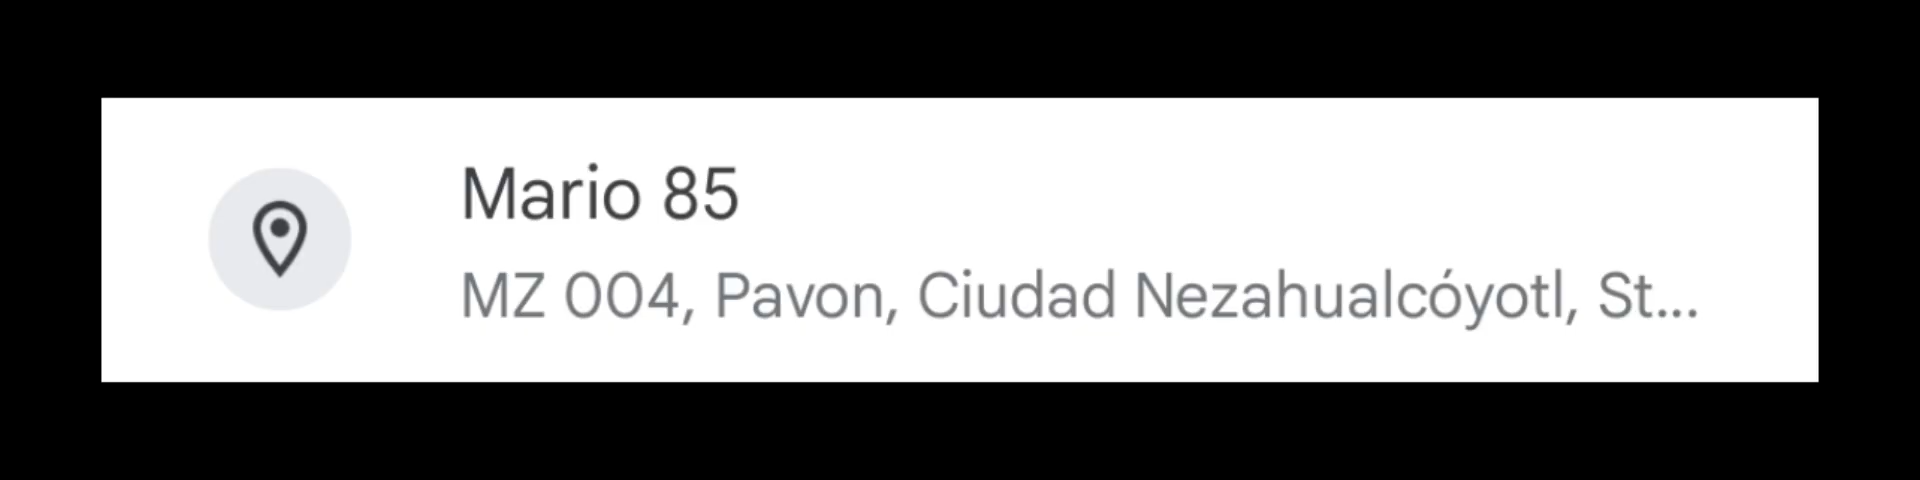 Mario 85
MZ 004, Pavon, Ciudad Nezahualcóyotl, St...